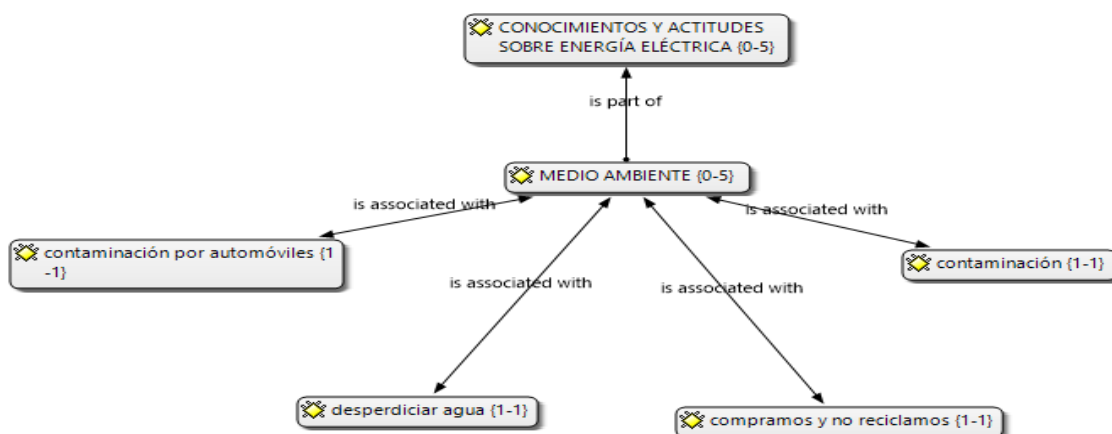 CONOCIMIENTOS Y ACTITUDES
SOBRE ENERGÍA ELÉCTRICA {0-5}
is part of
MEDIO AMBIENTE {0-5}
is associated with
is associated with
contaminación por automóviles {1
-1}
contaminación {1-1}
is associated with
is associated with
desperdiciar agua {1-1}
compramos y no reciclamos {1-1}